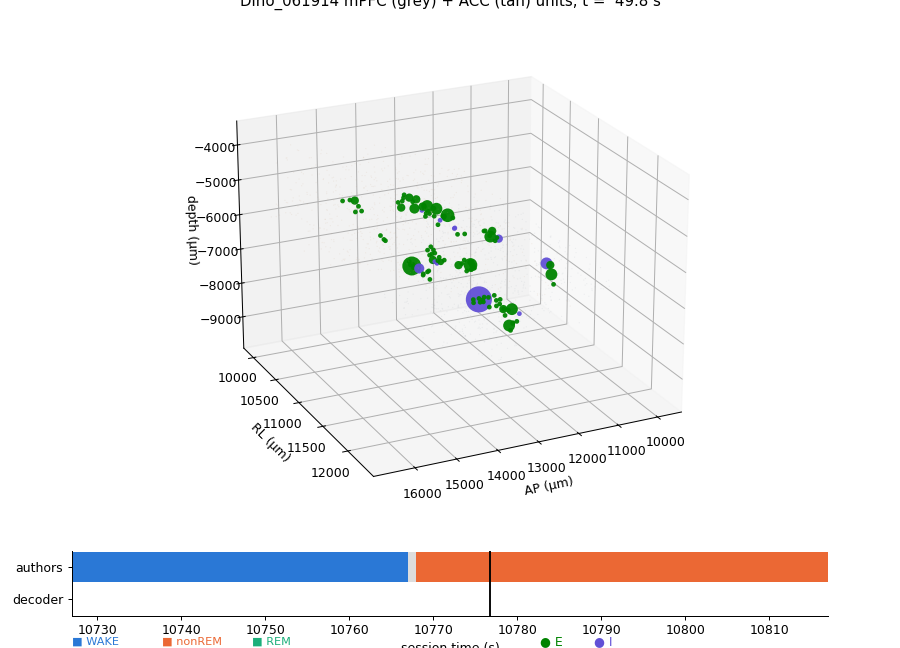 Dino_061914 mPFC (grey) + ACC (tan) units, t = 49.8 s
−4000
−5000
−6000
−7000
−8000
−9000
depth (μm)
10000
10500
11000
11500
12000
RL (μm)
16000
15000
14000
13000
12000
11000
10000
AP (μm)
authors
decoder
10730
10740
10750
10760
10770
10780
10790
10800
10810
session time (s)
WAKE
nonREM
REM
E
I